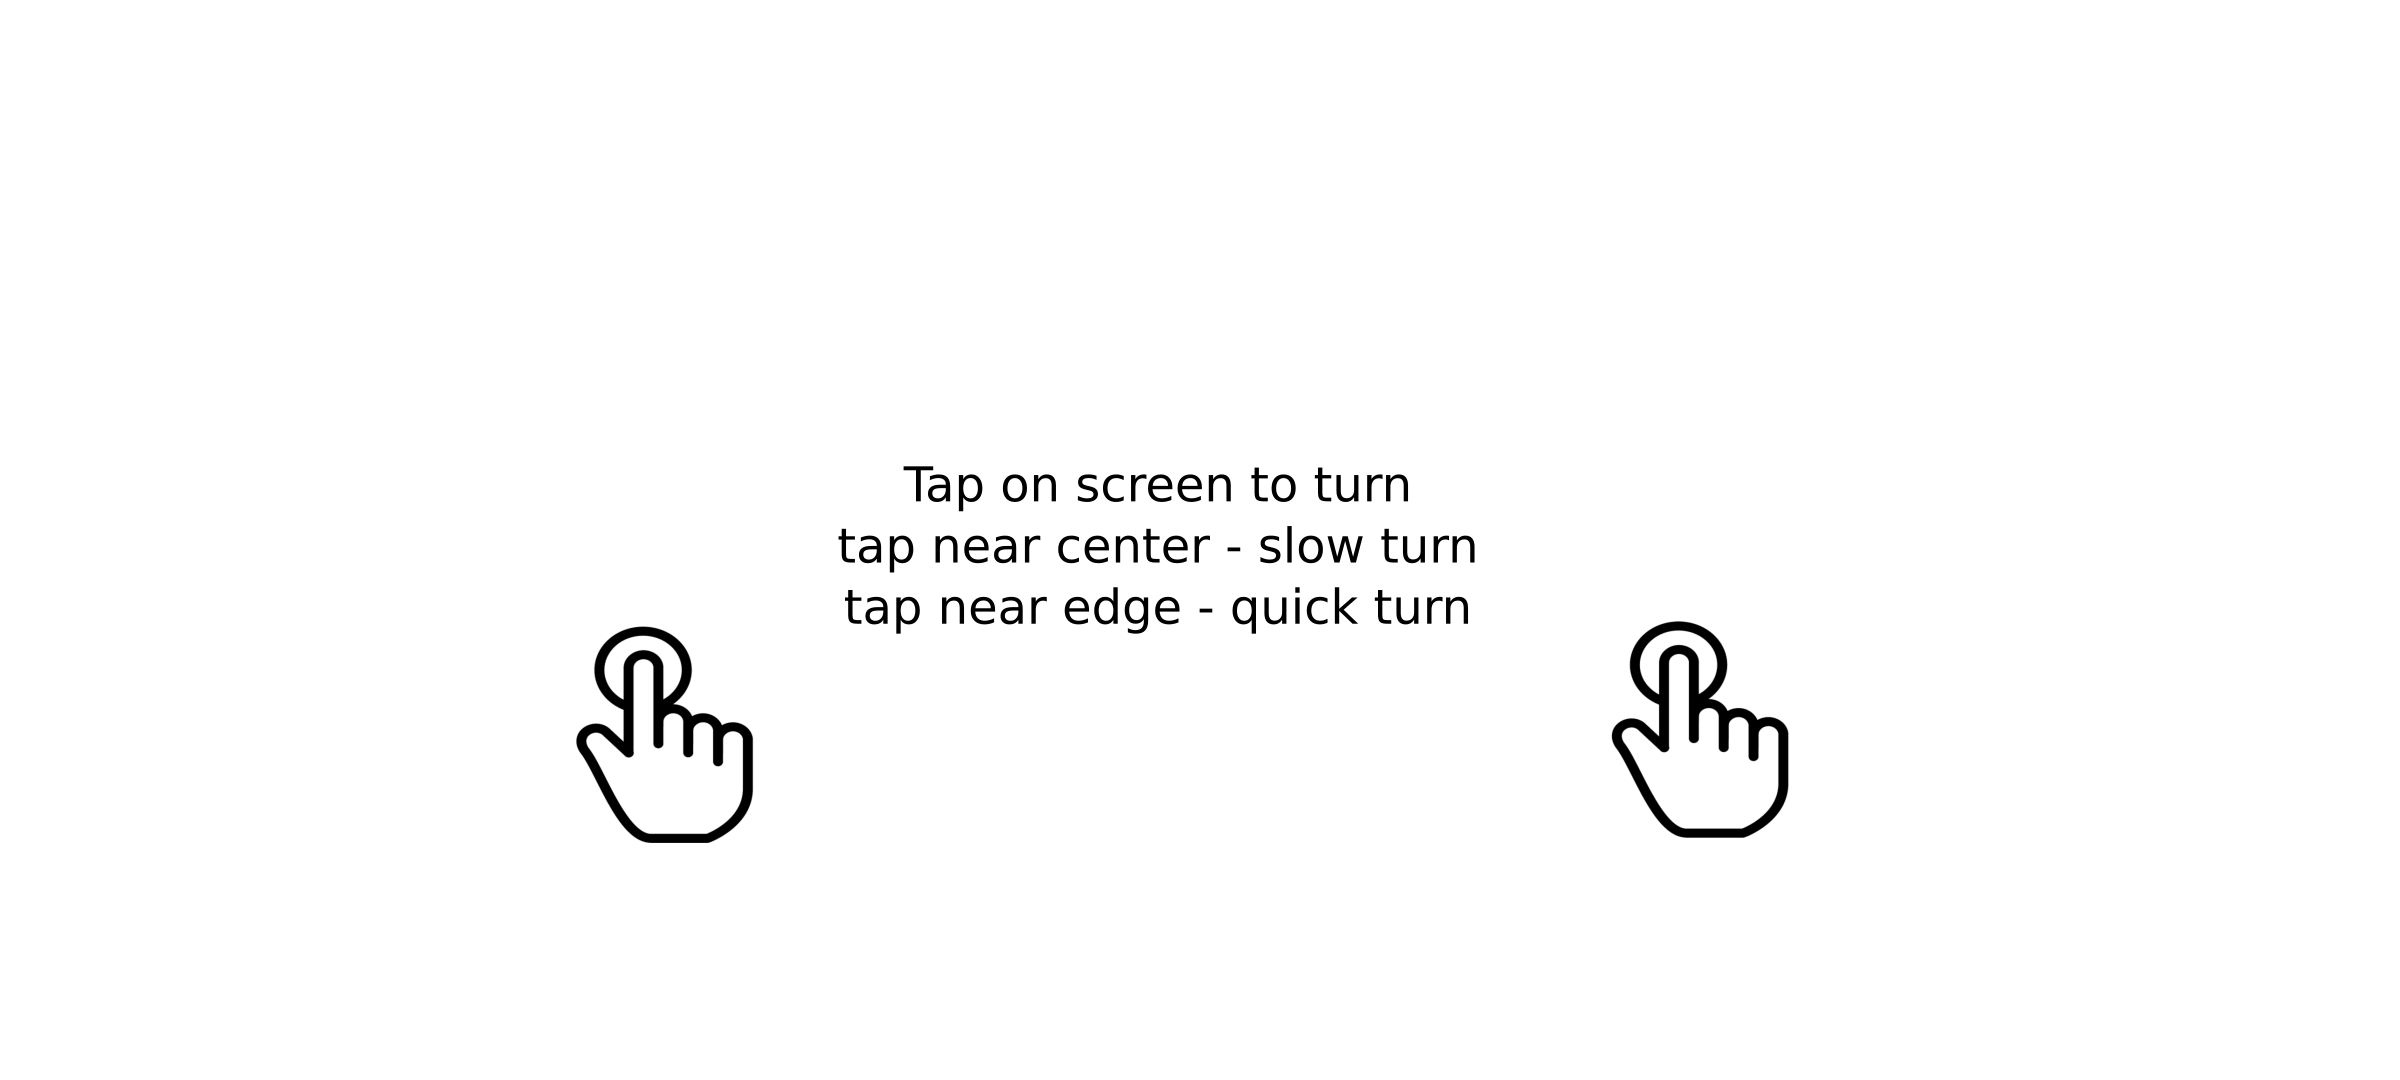 Tap on screen to turn
tap near center - slow turn
tap near edge - quick turn